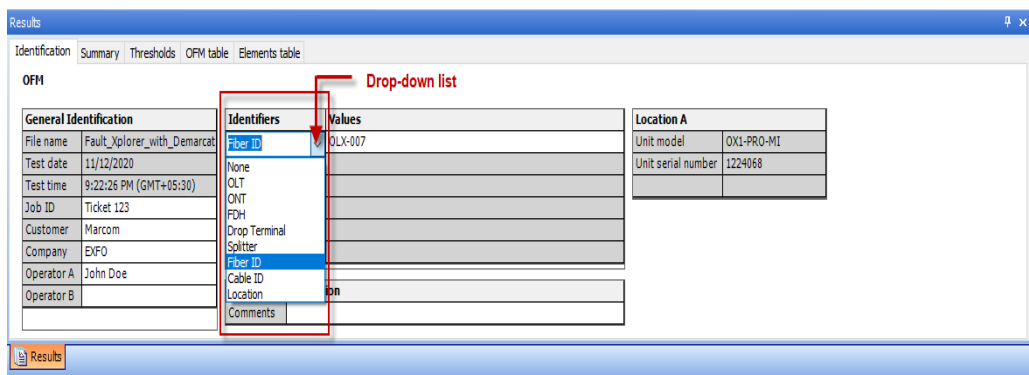 Results
Identification Summary Thresholds OFM table Elements table
OFM
Drop-down list
General Identification
File name Fault_Xplorer_with_Demarcat
Test date 11/12/2020
Test time 9:22:26 PM (GMT+05:30)
Job ID Ticket 123
Customer Marcom
Company EXFO
Operator A John Doe
Operator B
Identifiers Values
Fiber ID OLX-007
None
OLT
ONT
FDH
Drop Terminal
Splitter
Fiber ID
Cable ID
Location
Comments
Location A
Unit model OX1-PRO-MI
Unit serial number 1224068
Results